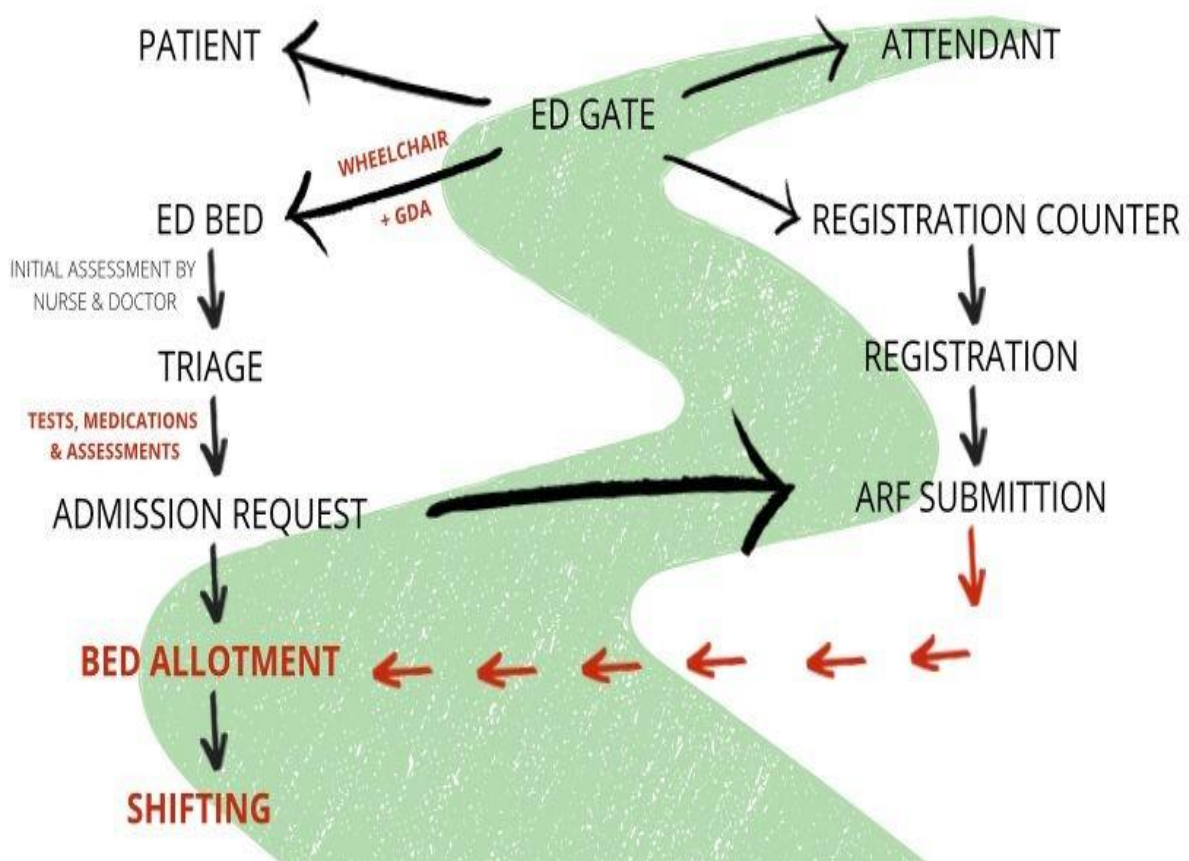 PATIENT
ATTENDANT
ED GATE
WHEELCHAIR
+ GDA
ED BED
REGISTRATION COUNTER
INITIAL ASSESSMENT BY
NURSE & DOCTOR
TRIAGE
REGISTRATION
TESTS, MEDICATIONS
& ASSESSMENTS
ADMISSION REQUEST
ARF SUBMITTION
BED ALLOTMENT
SHIFTING